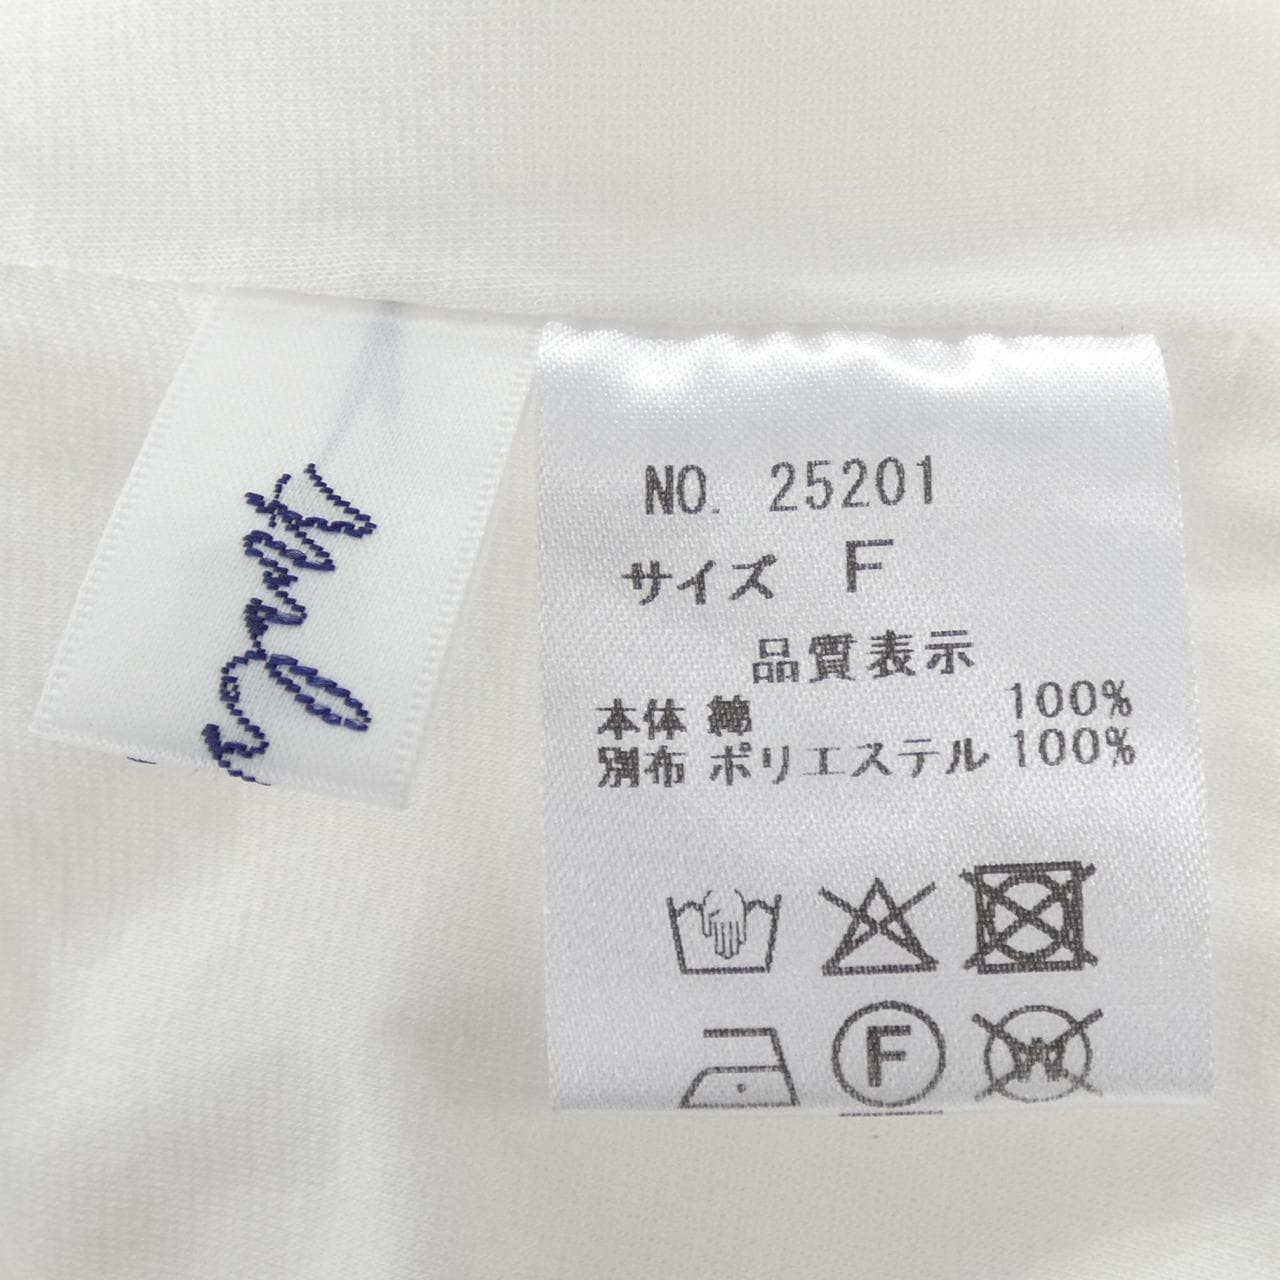 NO. 25201
サイズ F
品質表示
本体 綿 100%
別布 ポリエステル 100%
F
W